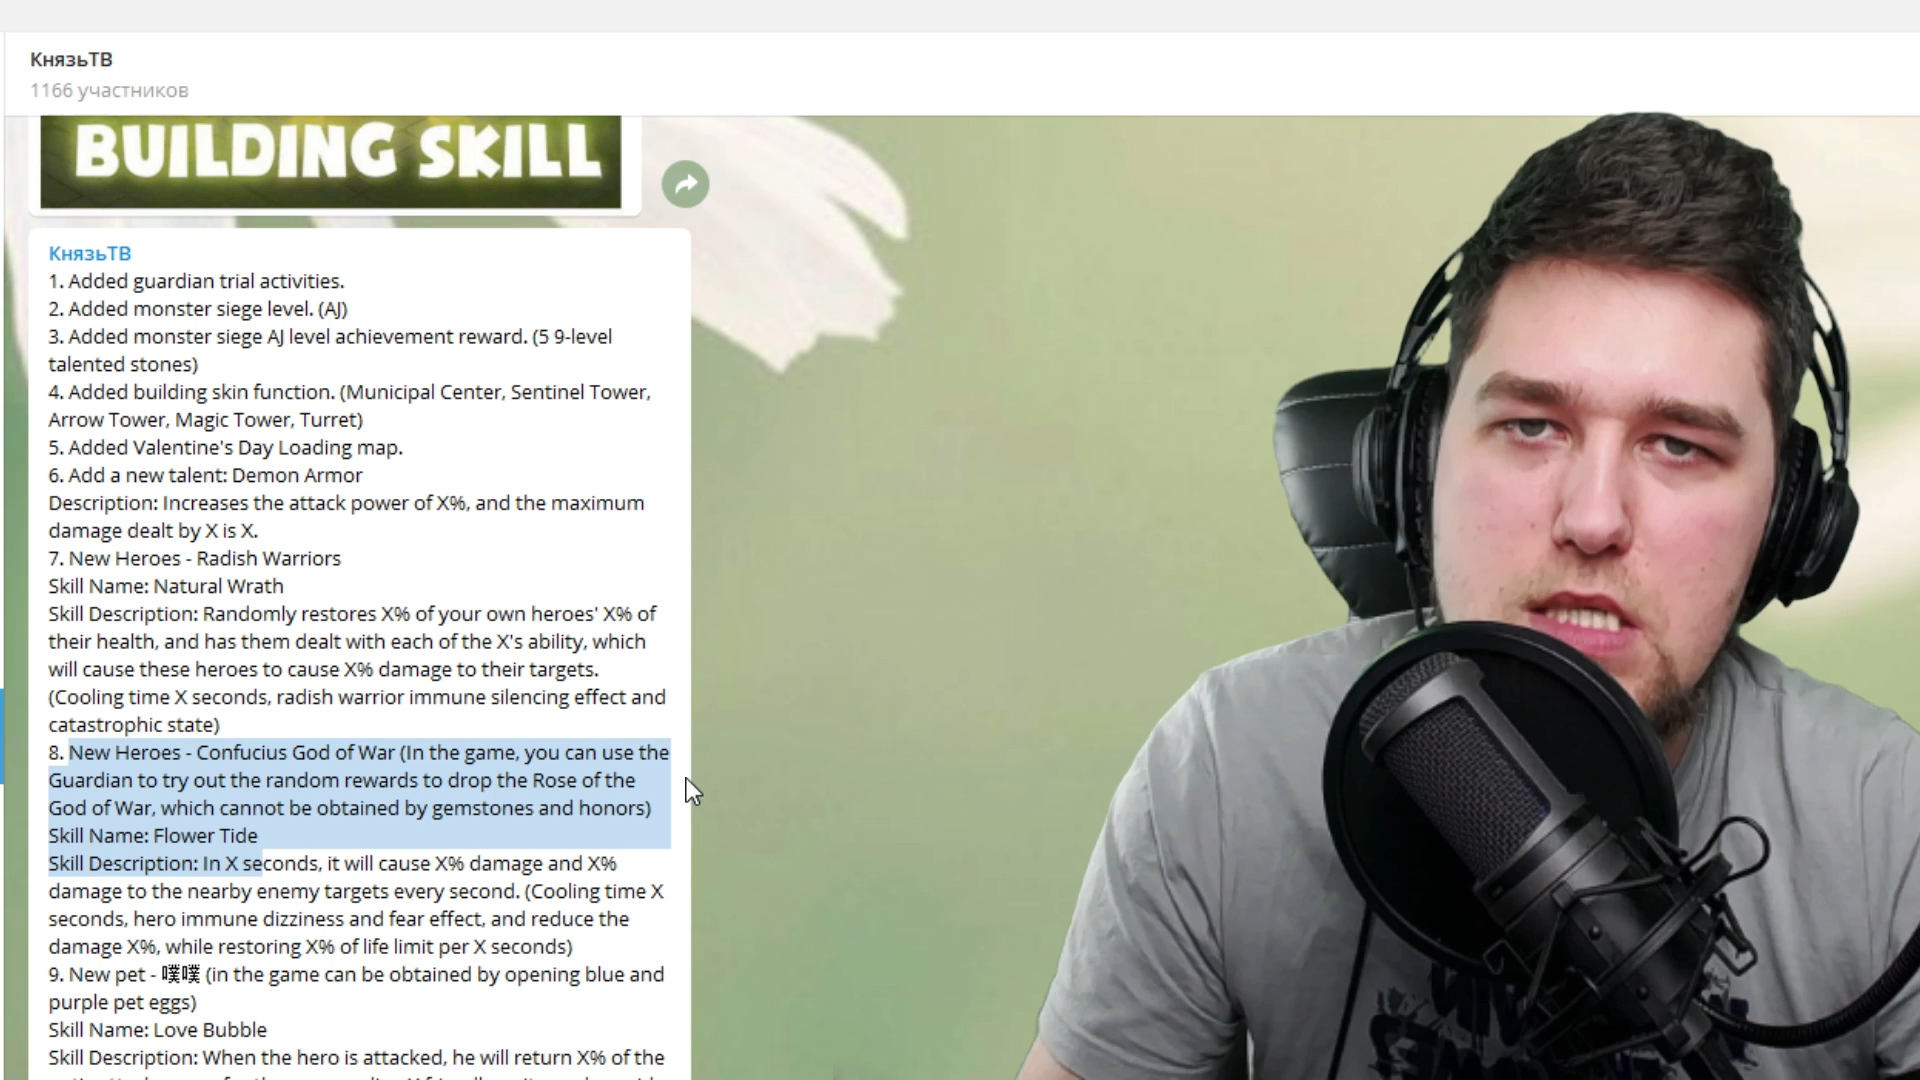 КнязьТВ
1166 участников
BUILDING SKILL
КнязьТВ
1. Added guardian trial activities.
2. Added monster siege level. (AJ)
3. Added monster siege AJ level achievement reward. (5 9-level
talented stones)
4. Added building skin function. (Municipal Center, Sentinel Tower,
Arrow Tower, Magic Tower, Turret)
5. Added Valentine's Day Loading map.
6. Add a new talent: Demon Armor
Description: Increases the attack power of X%, and the maximum
damage dealt by X is X.
7. New Heroes - Radish Warriors
Skill Name: Natural Wrath
Skill Description: Randomly restores X% of your own heroes' X% of
their health, and has them dealt with each of the X's ability, which
will cause these heroes to cause X% damage to their targets.
(Cooling time X seconds, radish warrior immune silencing effect and
catastrophic state)
8. New Heroes - Confucius God of War (In the game, you can use the
Guardian to try out the random rewards to drop the Rose of the
God of War, which cannot be obtained by gemstones and honors)
Skill Name: Flower Tide
Skill Description: In X seconds, it will cause X% damage and X%
damage to the nearby enemy targets every second. (Cooling time X
seconds, hero immune dizziness and fear effect, and reduce the
damage X%, while restoring X% of life limit per X seconds)
9. New pet - 噗噗 (in the game can be obtained by opening blue and
purple pet eggs)
Skill Name: Love Bubble
Skill Description: When the hero is attacked, he will return X% of the